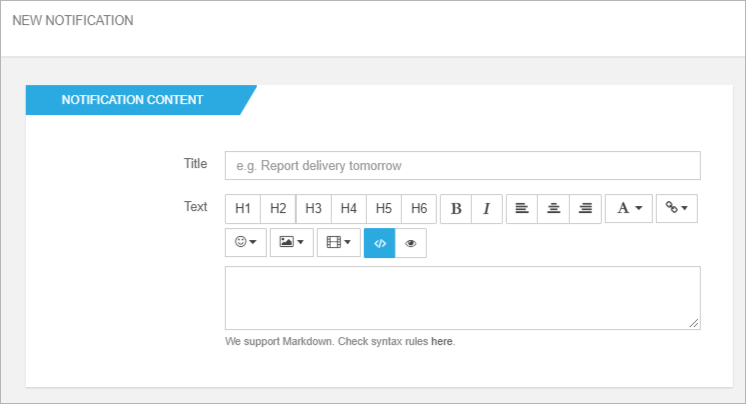 NEW NOTIFICATION
NOTIFICATION CONTENT
Title e.g. Report delivery tomorrow
Text H1 H2 H3 H4 H5 H6 B I A
We support Markdown. Check syntax rules here.